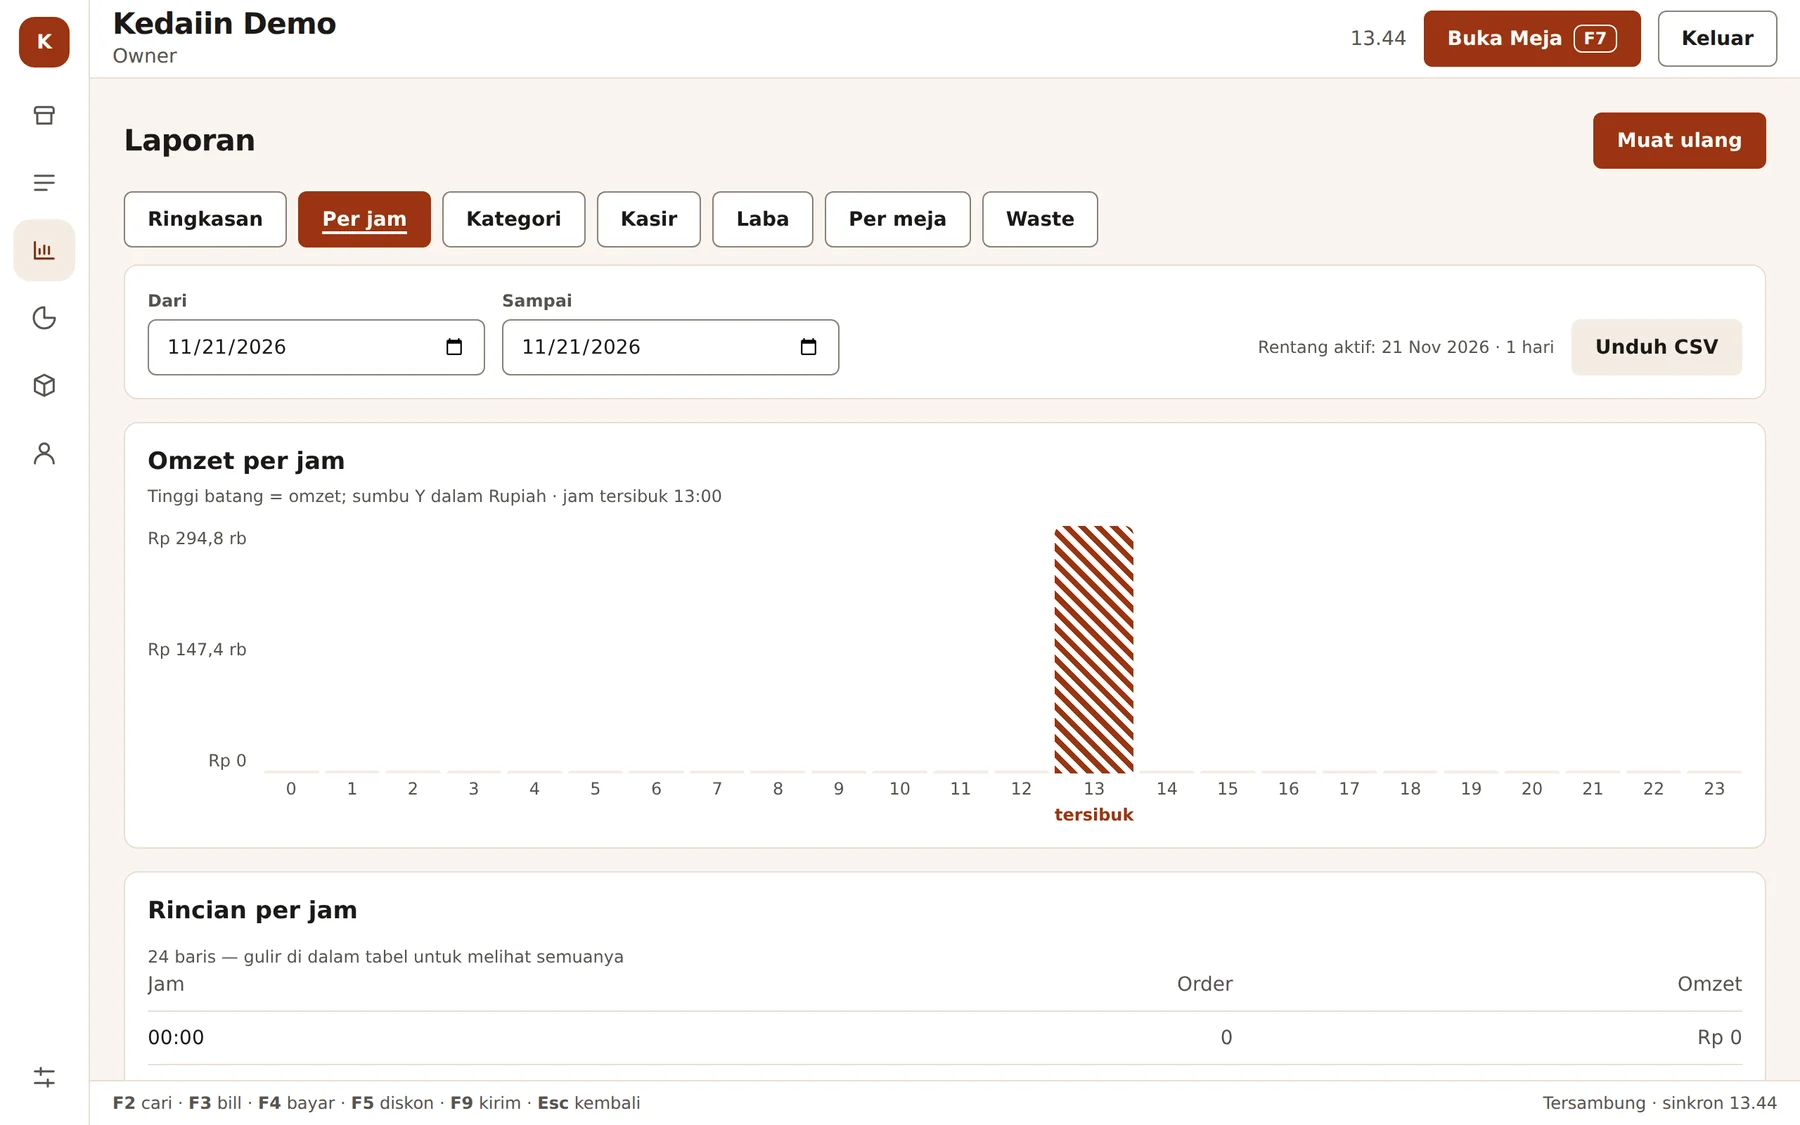 K
Kedaiin Demo
Owner
13.44
Buka Meja F7
Keluar
Laporan
Muat ulang
Ringkasan
Per jam
Kategori
Kasir
Laba
Per meja
Waste
Dari
Sampai
11/21/2026
11/21/2026
Rentang aktif: 21 Nov 2026 · 1 hari
Unduh CSV
Omzet per jam
Tinggi batang = omzet; sumbu Y dalam Rupiah · jam tersibuk 13:00
Rp 294,8 rb
Rp 147,4 rb
Rp 0
0 1 2 3 4 5 6 7 8 9 10 11 12 13 14 15 16 17 18 19 20 21 22 23
tersibuk
Rincian per jam
24 baris — gulir di dalam tabel untuk melihat semuanya
Jam Order Omzet
00:00 0 Rp 0
F2 cari · F3 bill · F4 bayar · F5 diskon · F9 kirim · Esc kembali
Tersambung · sinkron 13.44